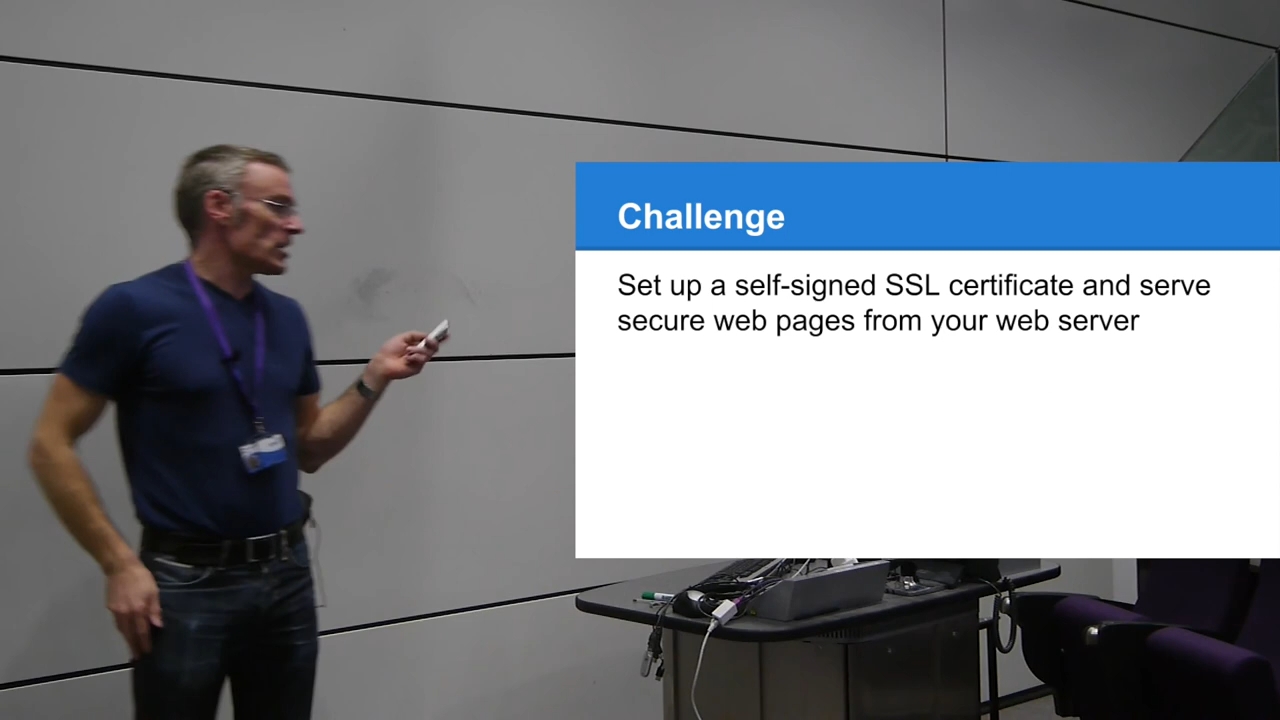 Challenge
Set up a self-signed SSL certificate and serve
secure web pages from your web server